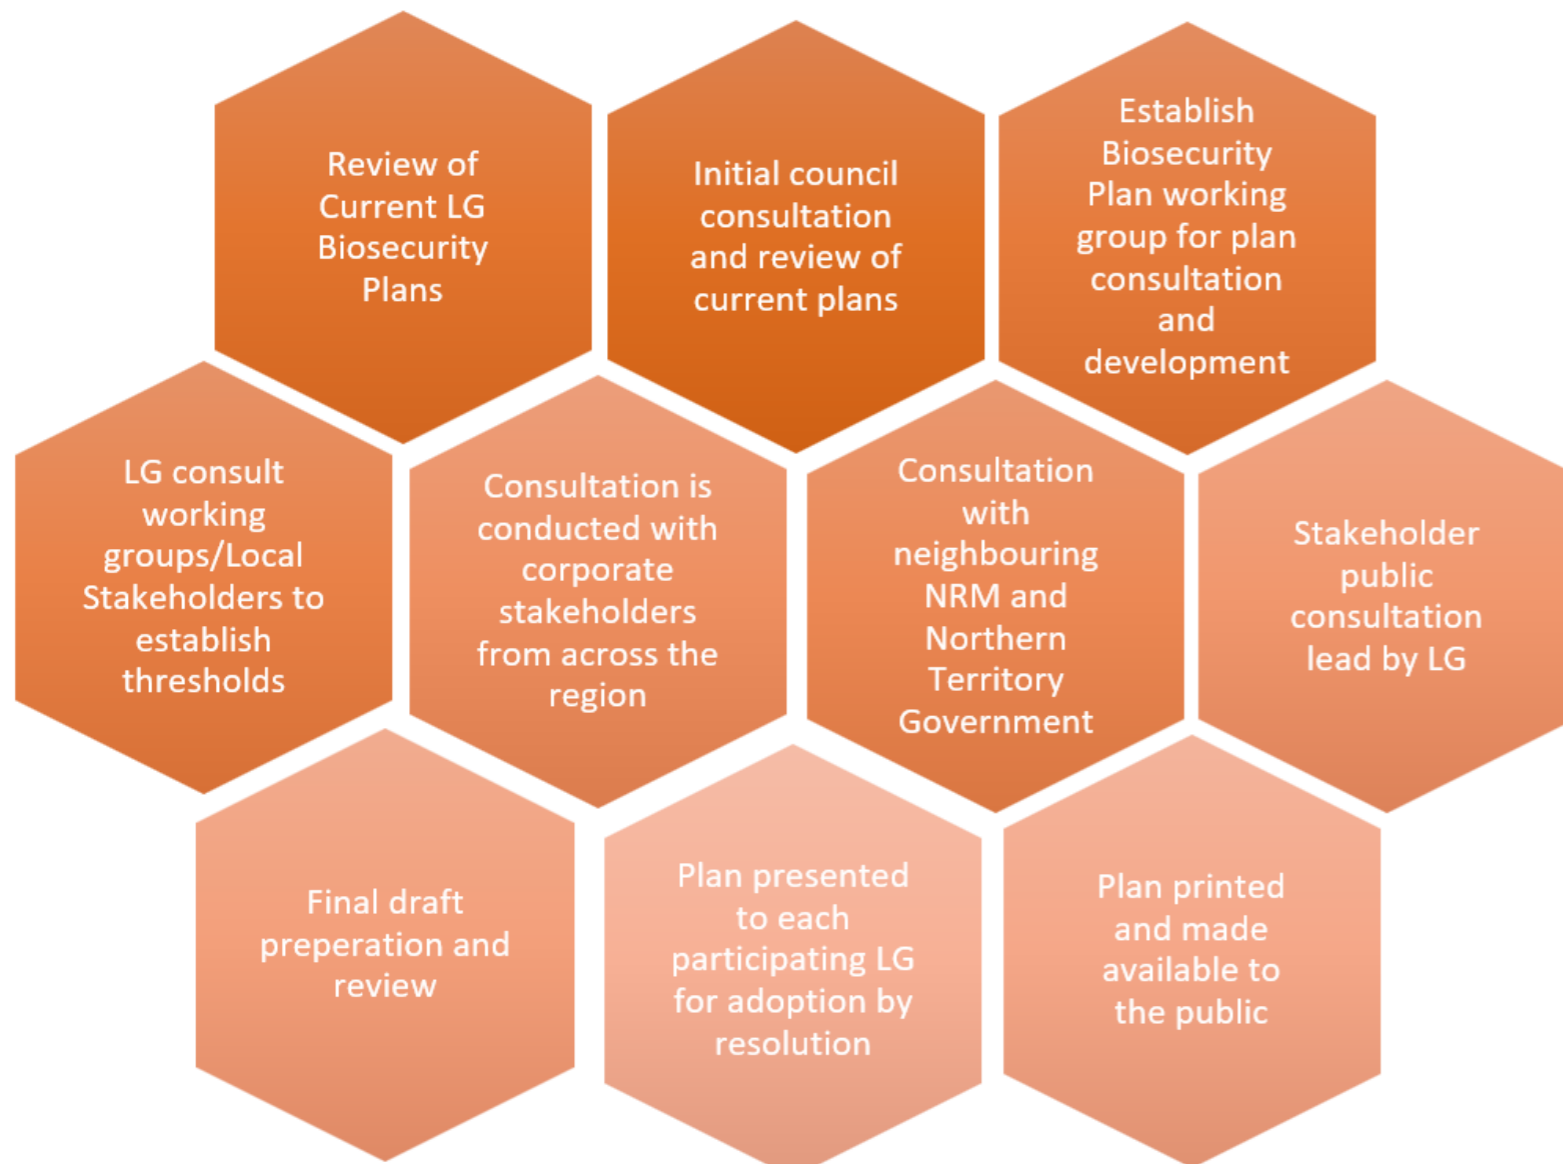 Review of
Current LG
Biosecurity
Plans
Initial council
consultation
and review of
current plans
Establish
Biosecurity
Plan working
group for plan
consultation
and
development
LG consult
working
groups/Local
Stakeholders to
establish
thresholds
Consultation is
conducted with
corporate
stakeholders
from across the
region
Consultation
with
neighbouring
NRM and
Northern
Territory
Government
Stakeholder
public
consultation
lead by LG
Final draft
preperation and
review
Plan presented
to each
participating LG
for adoption by
resolution
Plan printed
and made
available to
the public